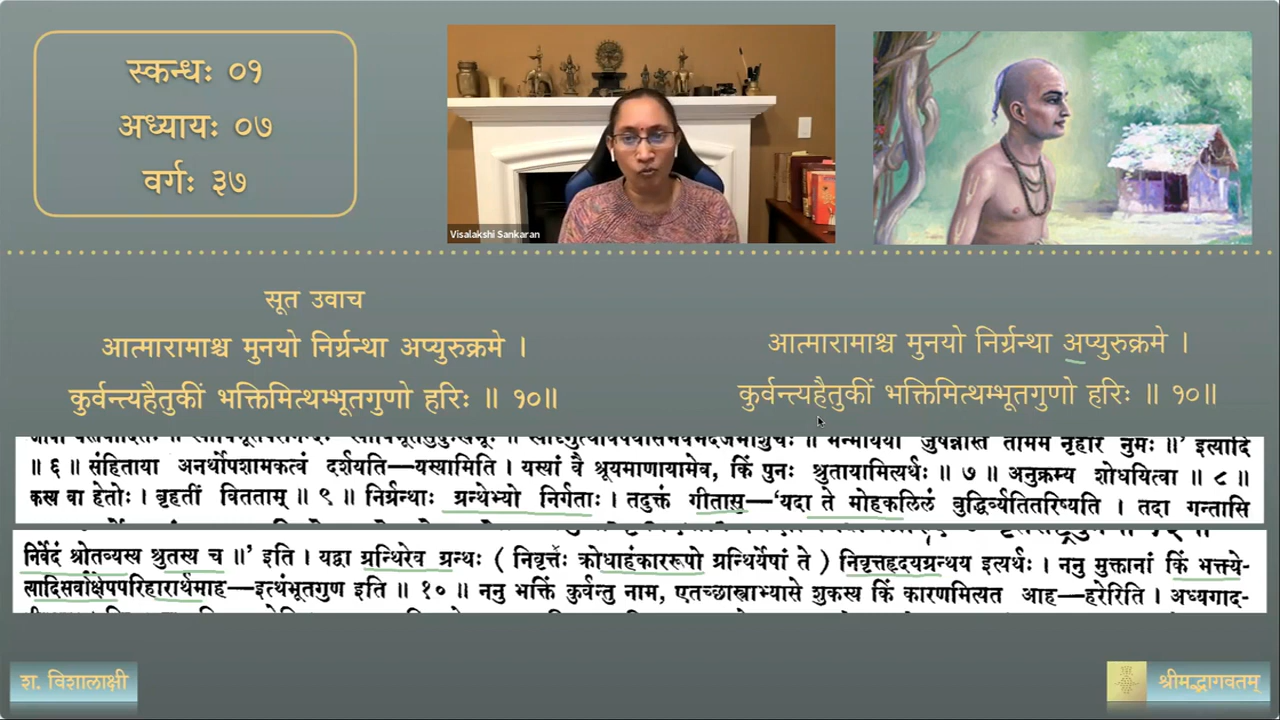 स्कन्धः ०१
अध्यायः ०७
वर्गः ३७
Visalakshi Sankaran
सूत उवाच
आत्मारामाश्च मुनयो निर्ग्रन्था अप्युरुक्रमे ।
कुर्वन्त्यहैतुकीं भक्तिमित्थम्भूतगुणो हरिः ॥ १०॥
आत्मारामाश्च मुनयो निर्ग्रन्था अप्युरुक्रमे ।
कुर्वन्त्यहैतुकीं भक्तिमित्थम्भूतगुणो हरिः ॥ १०॥
जुषन्नास्ते तामिमं नृहरिं नुमः ॥’ इत्यादि
॥ ६ ॥ संहिताया अनर्थोपशामकत्वं दर्शयति—यस्यामिति । यस्यां वै श्रूयमाणायामेव, किं पुनः श्रुतायामित्यर्थः ॥ ७ ॥ अनुक्रम्य शोधयित्वा ॥ ८ ॥
कस्य वा हेतोः । बृहतीं वितताम् ॥ ९ ॥ निर्ग्रन्थाः ग्रन्थेभ्यो निर्गताः । तदुक्तं गीतासु—‘यदा ते मोहकलिलं बुद्धिर्व्यतितरिष्यति । तदा गन्तासि
निर्वेदं श्रोतव्यस्य श्रुतस्य च ॥’ इति । यद्वा ग्रन्थिरेव ग्रन्थः ( निवृत्तः क्रोधाहंकाररूपो ग्रन्थिर्येषां ते ) निवृत्तहृदयग्रन्थय इत्यर्थः । ननु मुक्तानां किं भक्त्ये-
त्यादिसर्वाक्षेपपरिहारार्थमाह—इत्थंभूतगुण इति ॥ १० ॥ ननु भक्तिं कुर्वन्तु नाम, एतच्छास्त्राभ्यासे शुकस्य किं कारणमित्यत आह—हरेरिति । अध्यगाद-
श. विशालाक्षी
श्रीमद्भागवतम्